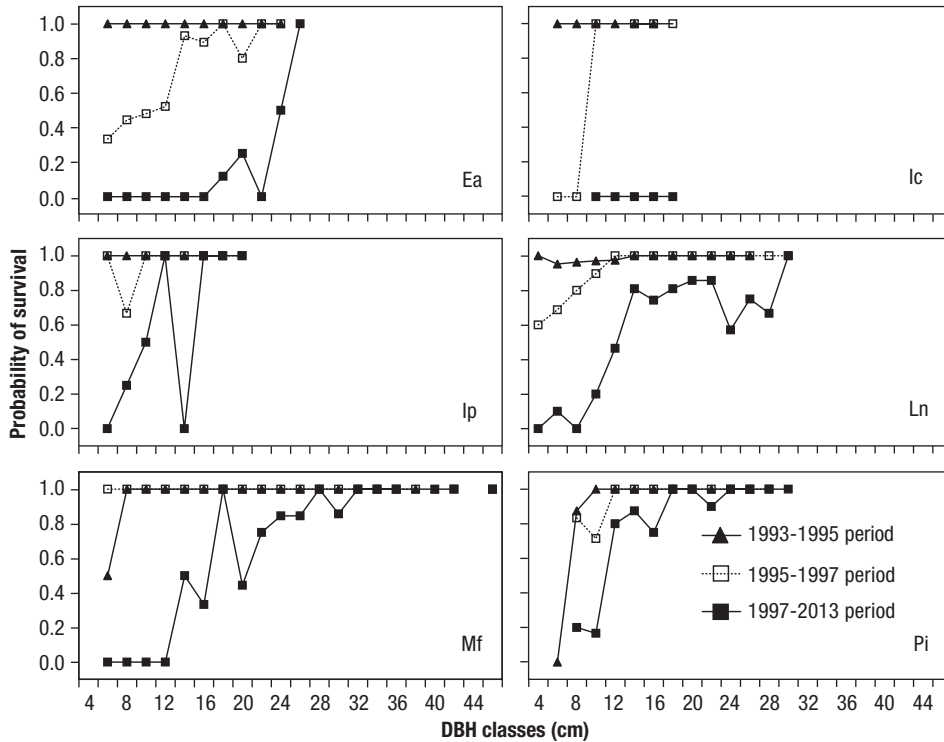 1.0
0.8
0.6
0.4
0.2
0.0
Ea
Ic
1.0
0.8
0.6
0.4
0.2
0.0
Ip
Ln
Probability of survival
1.0
0.8
0.6
0.4
0.2
0.0
Mf
1993-1995 period
1995-1997 period
1997-2013 period
Pi
4 8 12 16 20 24 28 32 36 40 44
4 8 12 16 20 24 28 32 36 40 44
DBH classes (cm)